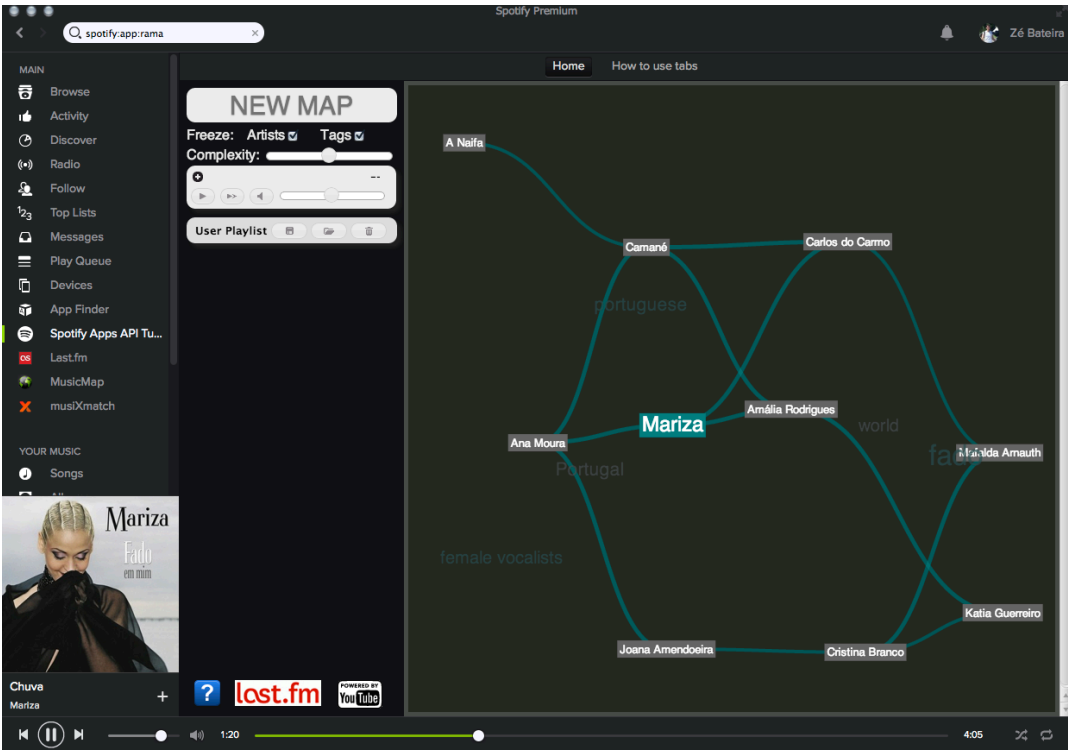 Spotify Premium
spotify:app:rama
Zé Bateira
Home
How to use tabs
MAIN
Browse
Activity
Discover
Radio
Follow
Top Lists
Messages
Play Queue
Devices
App Finder
Spotify Apps API Tu...
Last.fm
MusicMap
musiXmatch
YOUR MUSIC
Songs
Mariza
Fado
em mim
Chuva
Mariza
NEW MAP
Freeze: Artists Tags
Complexity:
--
User Playlist
?
last.fm
POWERED BY
YouTube
A Naifa
Camané
Carlos do Carmo
portuguese
Mariza
Amália Rodrigues
world
Ana Moura
Portugal
fado
Mafalda Arnauth
female vocalists
Katia Guerreiro
Joana Amendoeira
Cristina Branco
1:20
4:05